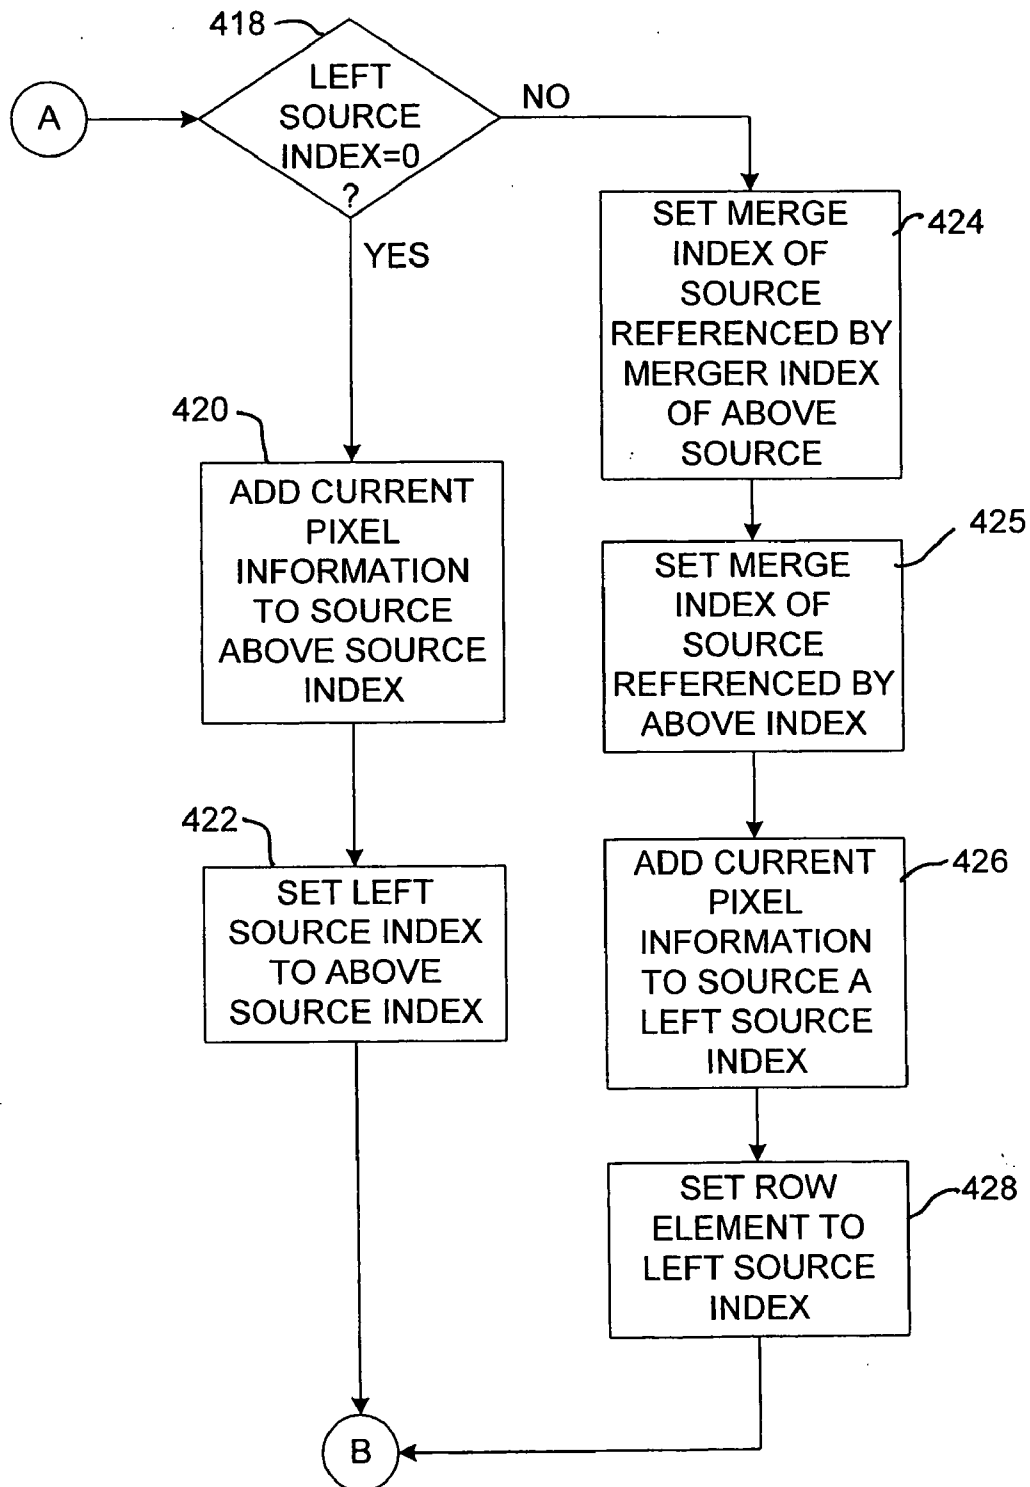 418
A
LEFT
SOURCE
INDEX=0
?
NO
YES
SET MERGE
INDEX OF
SOURCE
REFERENCED BY
MERGER INDEX
OF ABOVE
SOURCE
424
420
ADD CURRENT
PIXEL
INFORMATION
TO SOURCE
ABOVE SOURCE
INDEX
425
SET MERGE
INDEX OF
SOURCE
REFERENCED BY
ABOVE INDEX
422
SET LEFT
SOURCE INDEX
TO ABOVE
SOURCE INDEX
426
ADD CURRENT
PIXEL
INFORMATION
TO SOURCE A
LEFT SOURCE
INDEX
428
SET ROW
ELEMENT TO
LEFT SOURCE
INDEX
B